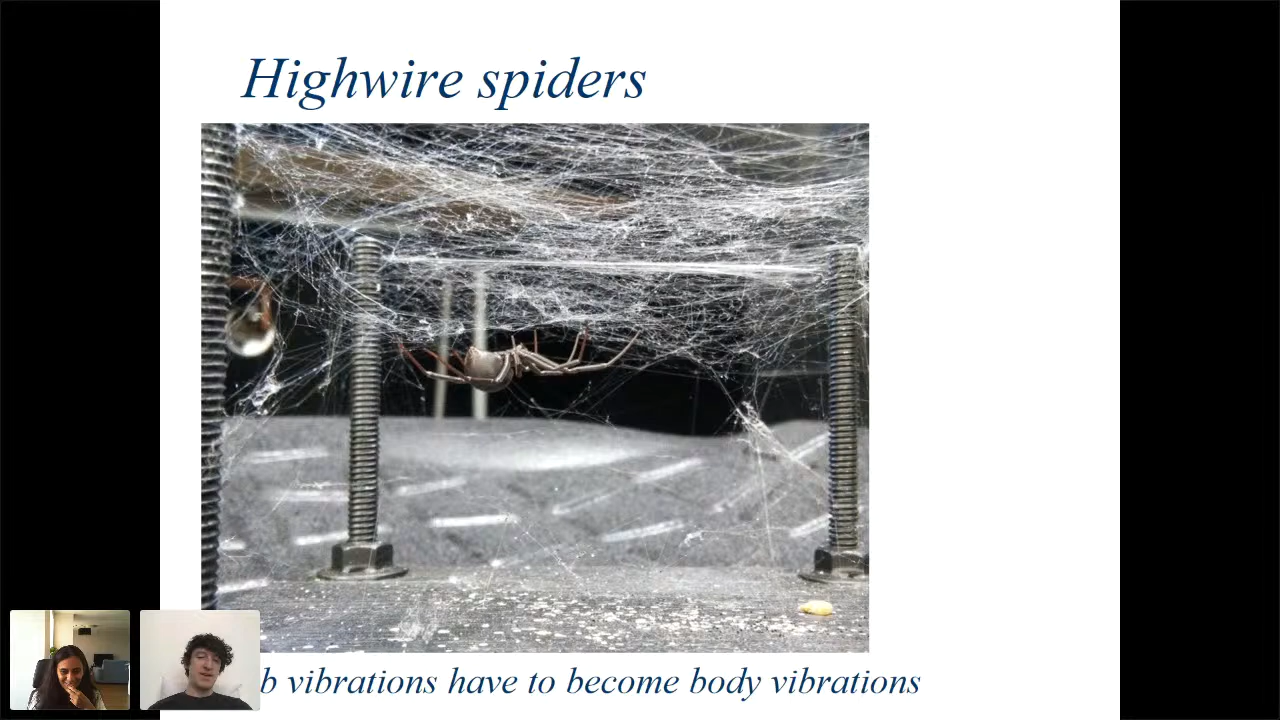 Highwire spiders
b vibrations have to become body vibrations